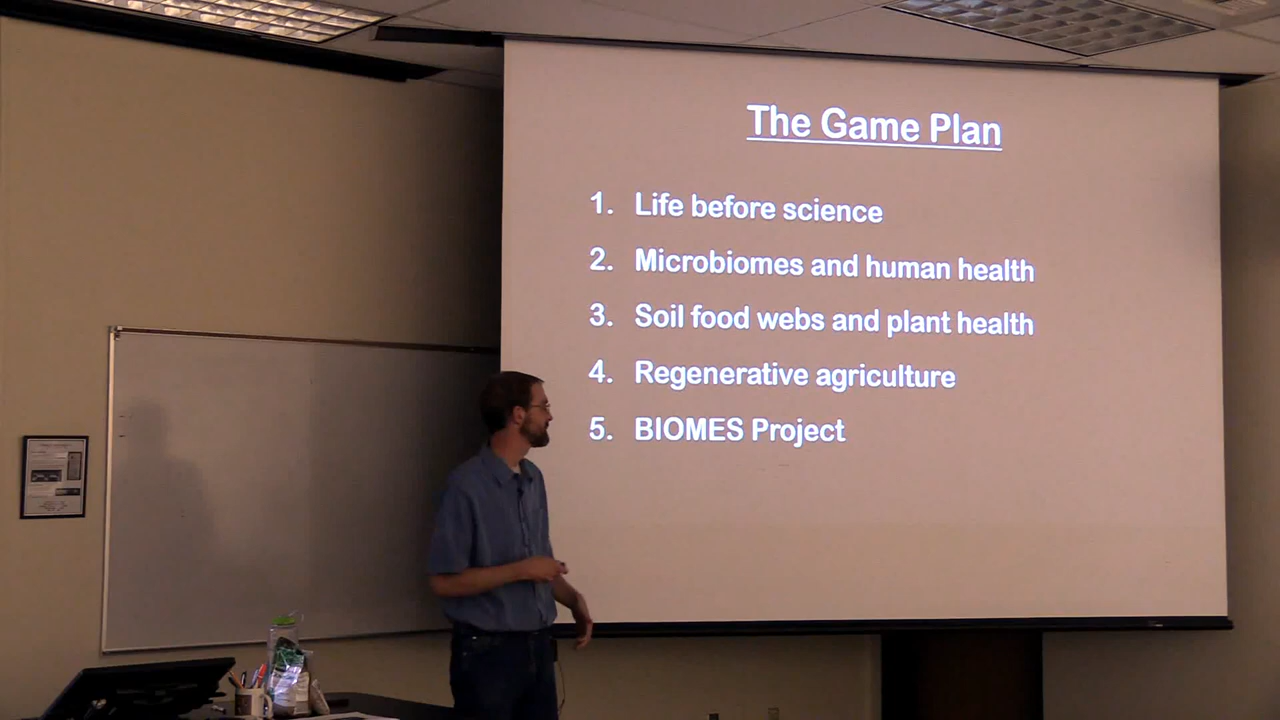 The Game Plan
1. Life before science
2. Microbiomes and human health
3. Soil food webs and plant health
4. Regenerative agriculture
5. BIOMES Project